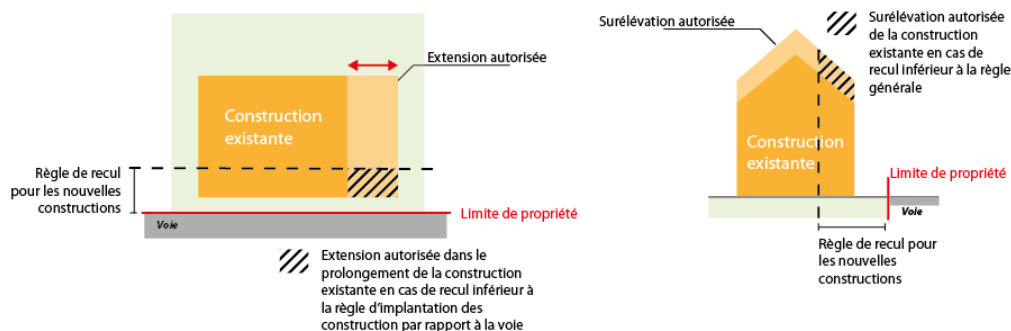 Extension autorisée
Construction
existante
Règle de recul
pour les nouvelles
constructions
Limite de propriété
Voie
Extension autorisée dans le
prolongement de la construction
existante en cas de recul inférieur à
la règle d'implantation des
construction par rapport à la voie
Surélévation autorisée
Surélévation autorisée
de la construction
existante en cas de
recul inférieur à la règle
générale
Construction
existante
Limite de propriété
Voie
Règle de recul pour
les nouvelles
constructions